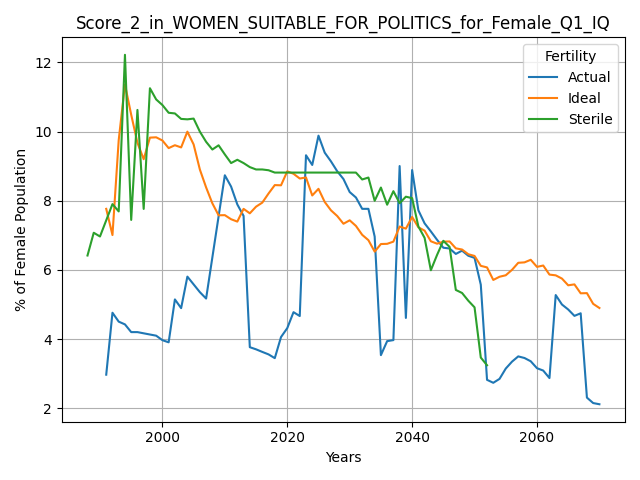 Score_2_in_WOMEN_SUITABLE_FOR_POLITICS_for_Female_Q1_IQ
Fertility
Actual
Ideal
Sterile
% of Female Population
12
10
8
6
4
2
2000
2020
2040
2060
Years